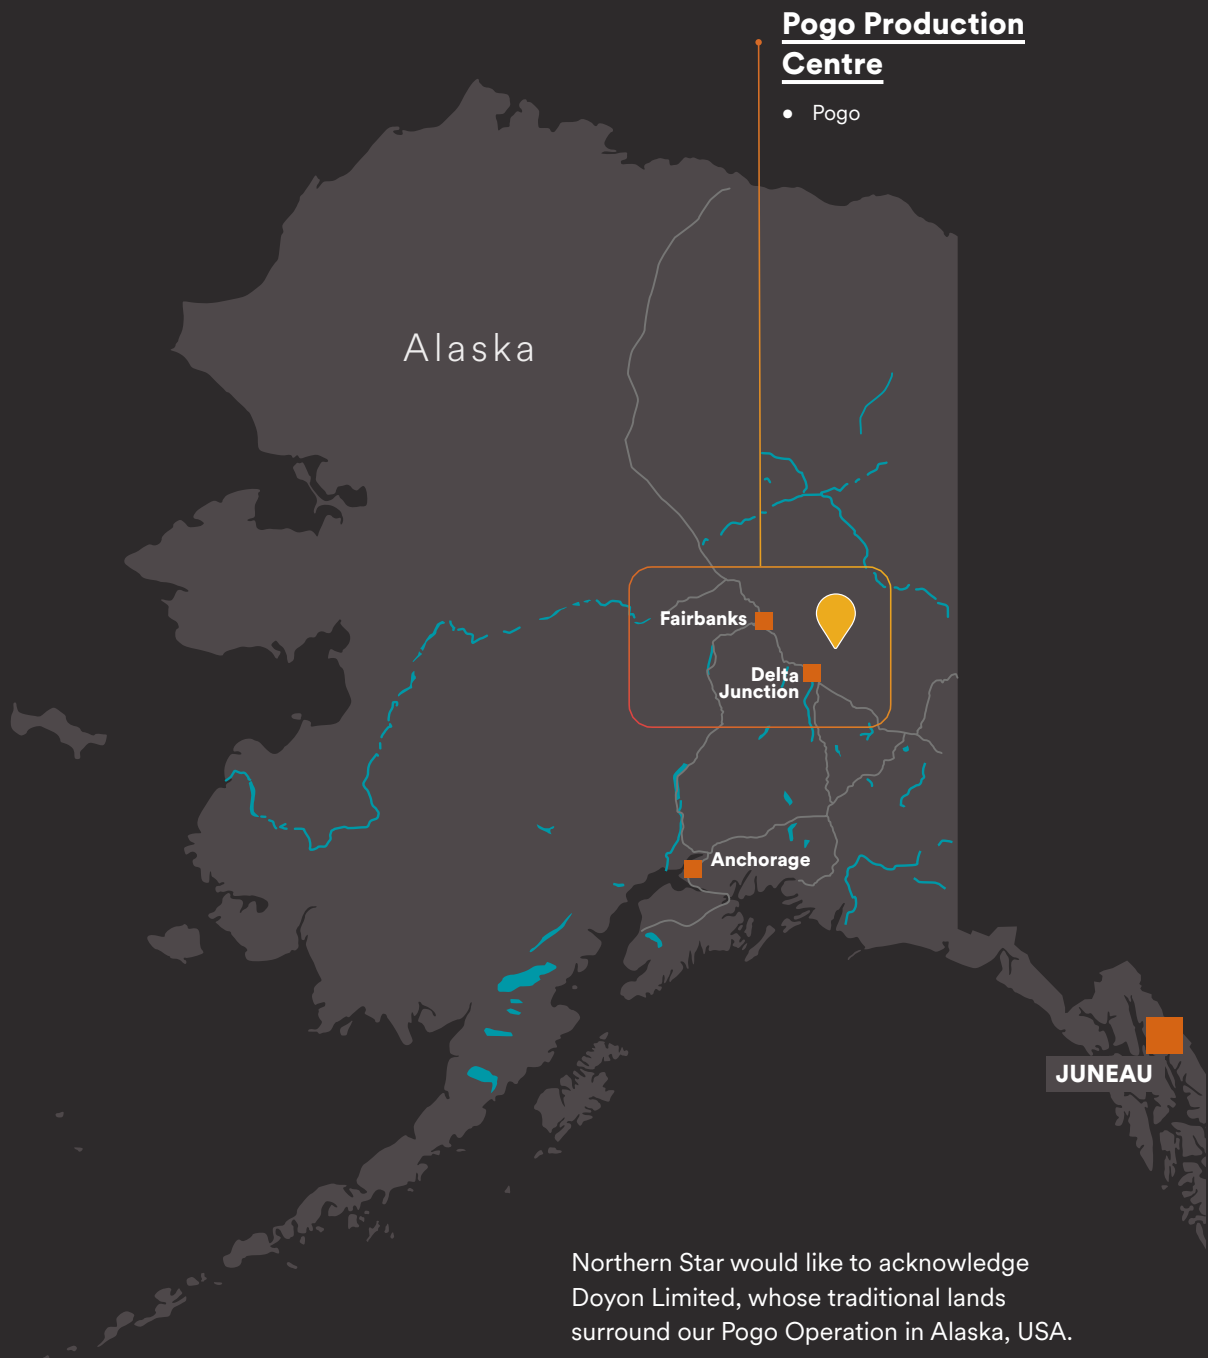 Pogo Production
Centre
• Pogo
Alaska
Fairbanks
Delta
Junction
Anchorage
JUNEAU
Northern Star would like to acknowledge
Doyon Limited, whose traditional lands
surround our Pogo Operation in Alaska, USA.